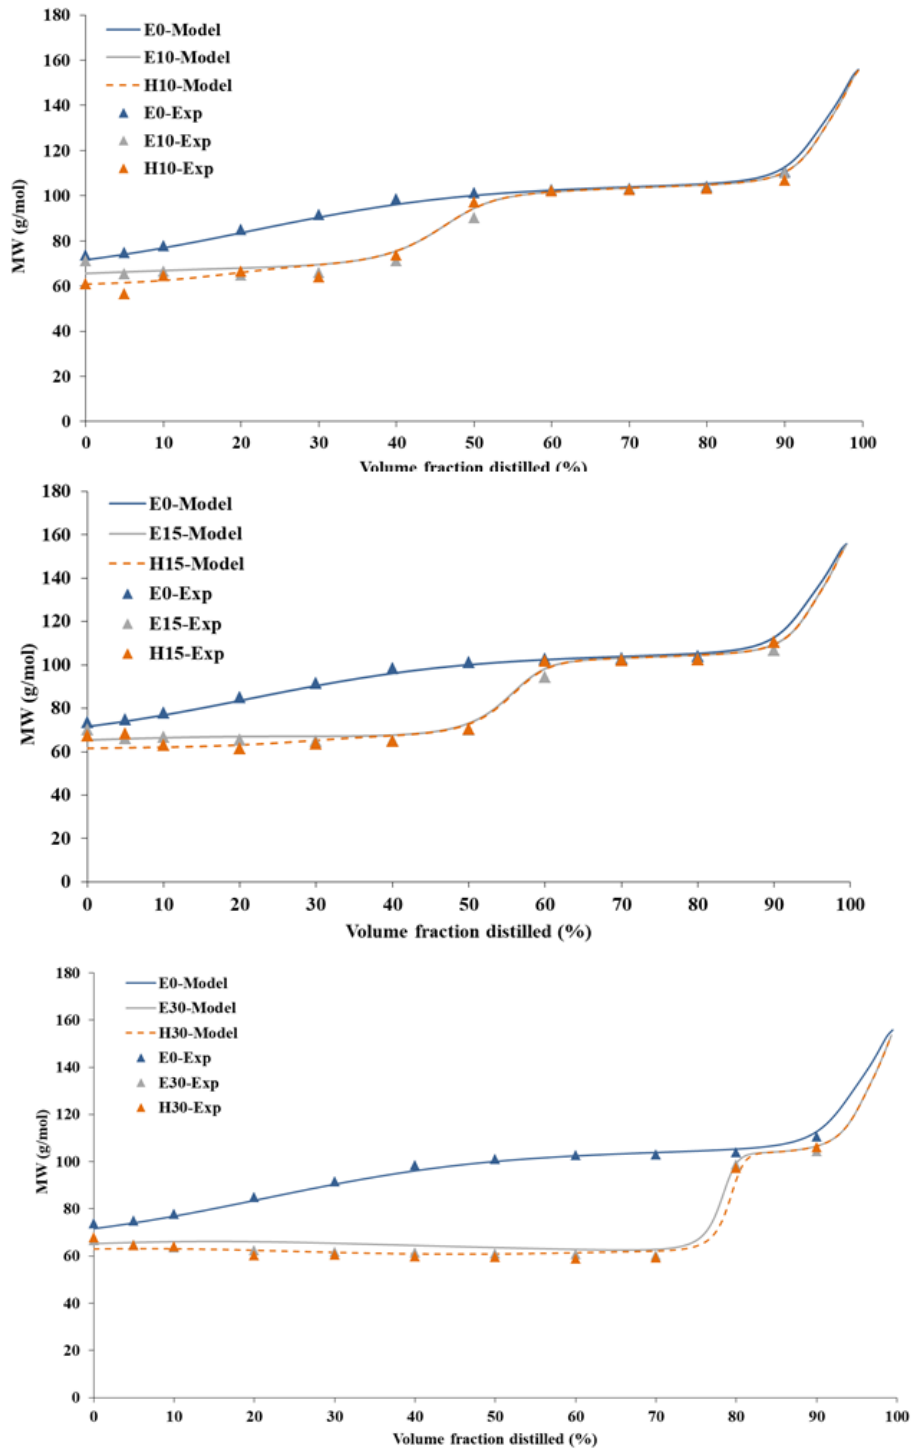 180
160
140
120
100
80
60
40
20
0
MW (g/mol)
E0-Model
E10-Model
H10-Model
E0-Exp
E10-Exp
H10-Exp
0 10 20 30 40 50 60 70 80 90 100
Volume fraction distilled (%)
180
160
140
120
100
80
60
40
20
0
MW (g/mol)
E0-Model
E15-Model
H15-Model
E0-Exp
E15-Exp
H15-Exp
0 10 20 30 40 50 60 70 80 90 100
Volume fraction distilled (%)
180
160
140
120
100
80
60
40
20
0
MW (g/mol)
E0-Model
E30-Model
H30-Model
E0-Exp
E30-Exp
H30-Exp
0 10 20 30 40 50 60 70 80 90 100
Volume fraction distilled (%)